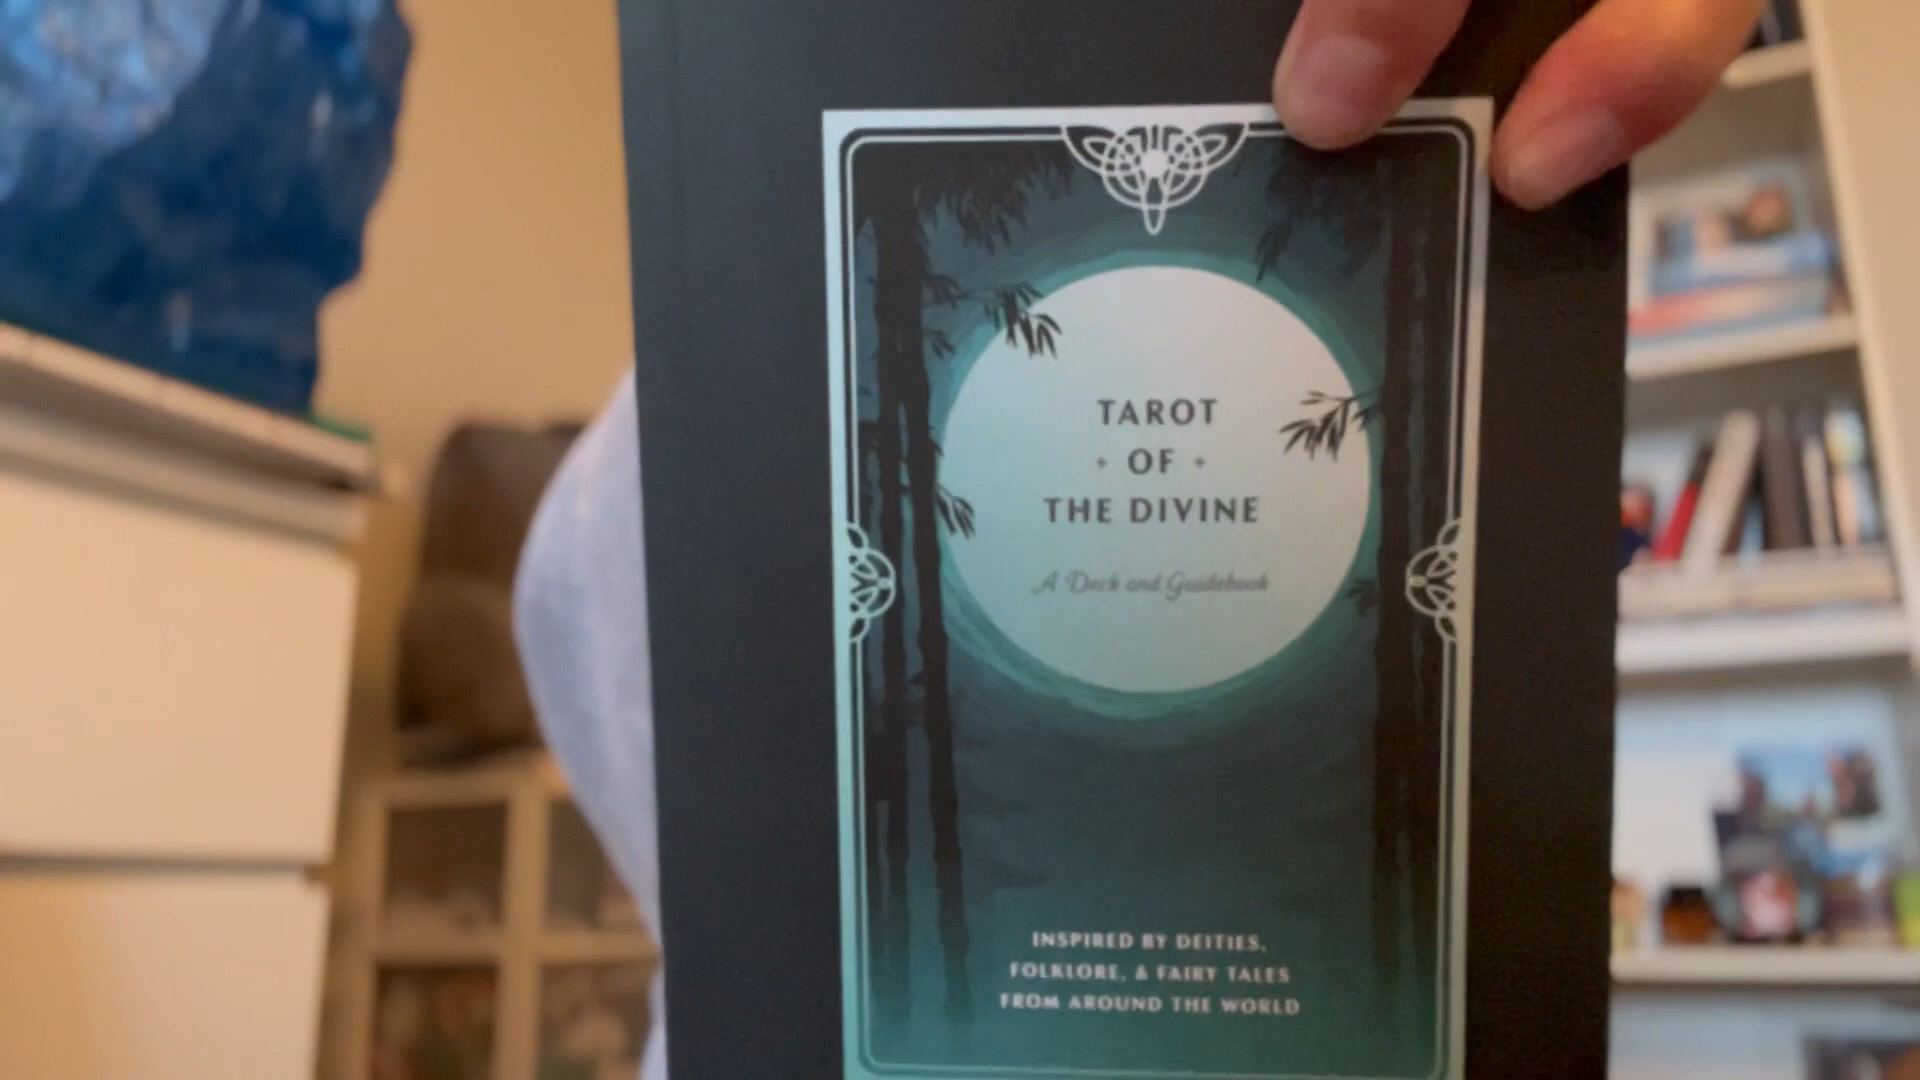 TAROT
OF
THE DIVINE
A Deck and Guidebook
INSPIRED BY DEITIES,
FOLKLORE, & FAIRY TALES
FROM AROUND THE WORLD